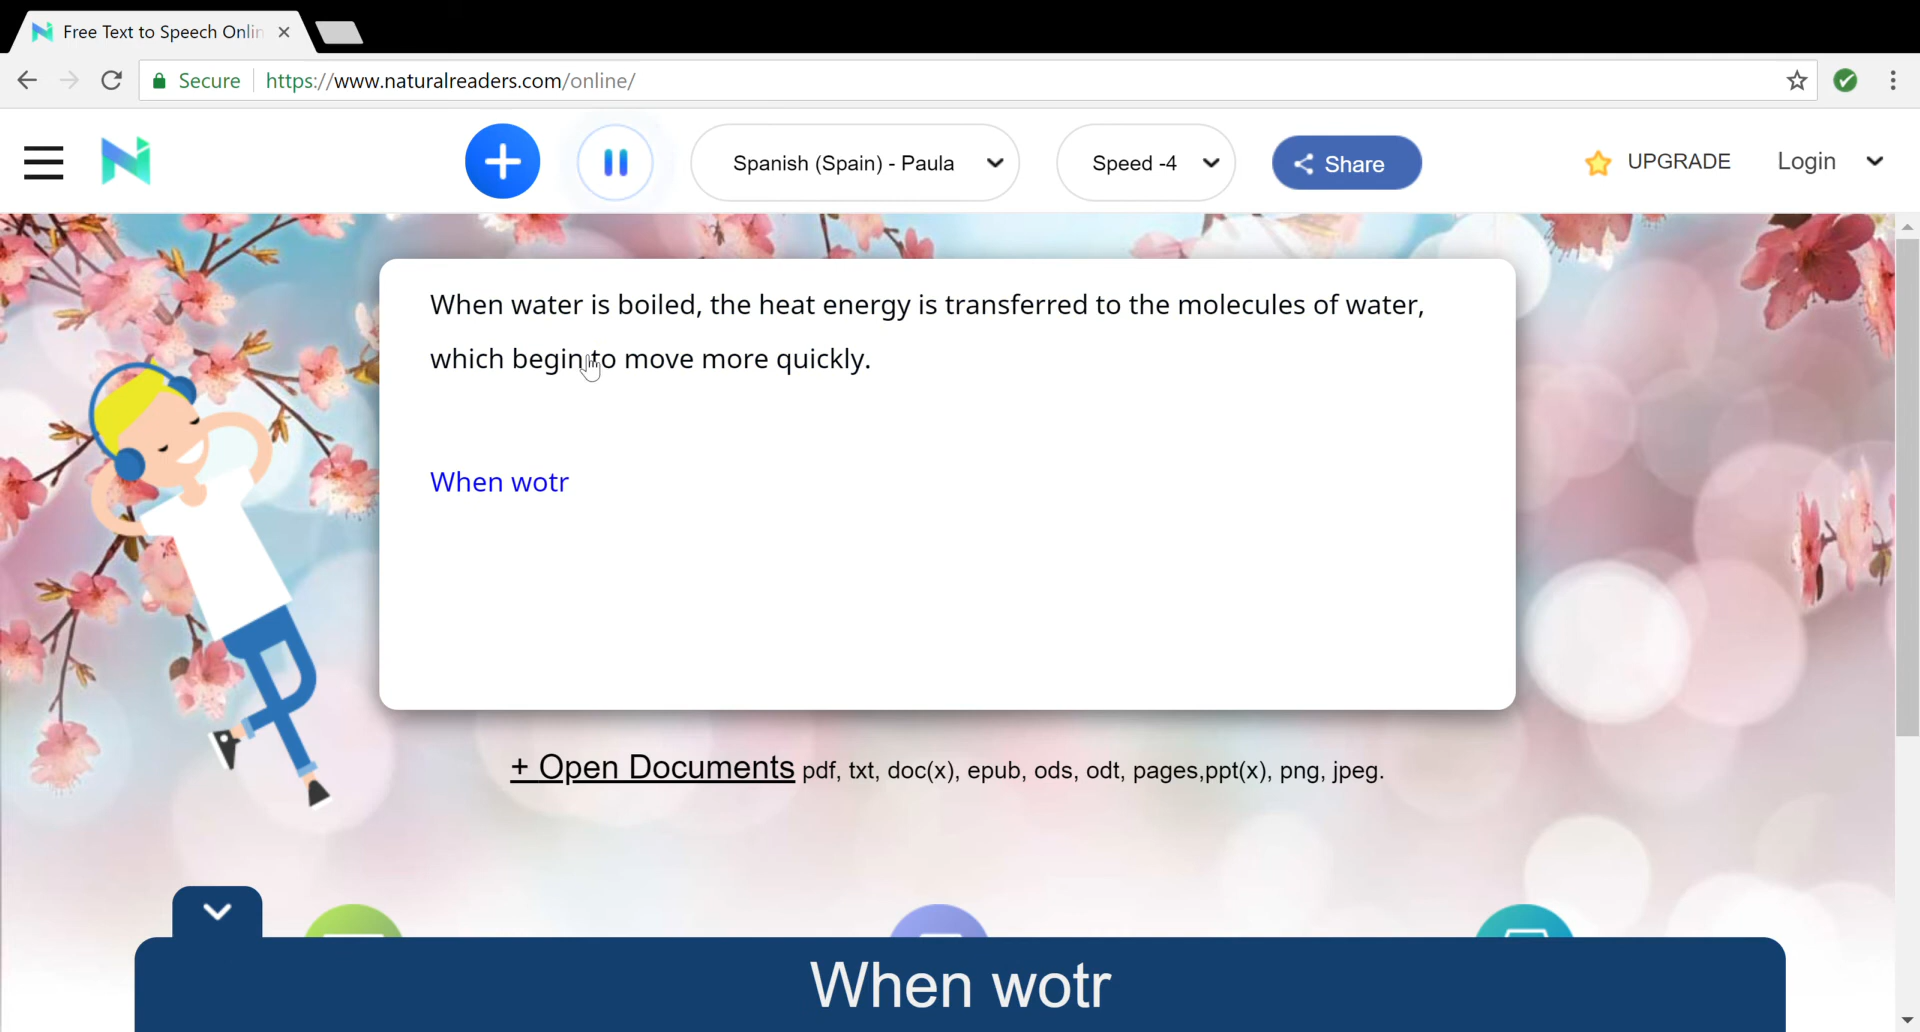 Free Text to Speech Onlin
Secure https://www.naturalreaders.com/online/
Spanish (Spain) - Paula
Speed -4
Share
UPGRADE
Login
When water is boiled, the heat energy is transferred to the molecules of water,
which begin to move more quickly.
When wotr
+ Open Documents pdf, txt, doc(x), epub, ods, odt, pages,ppt(x), png, jpeg.
When wotr